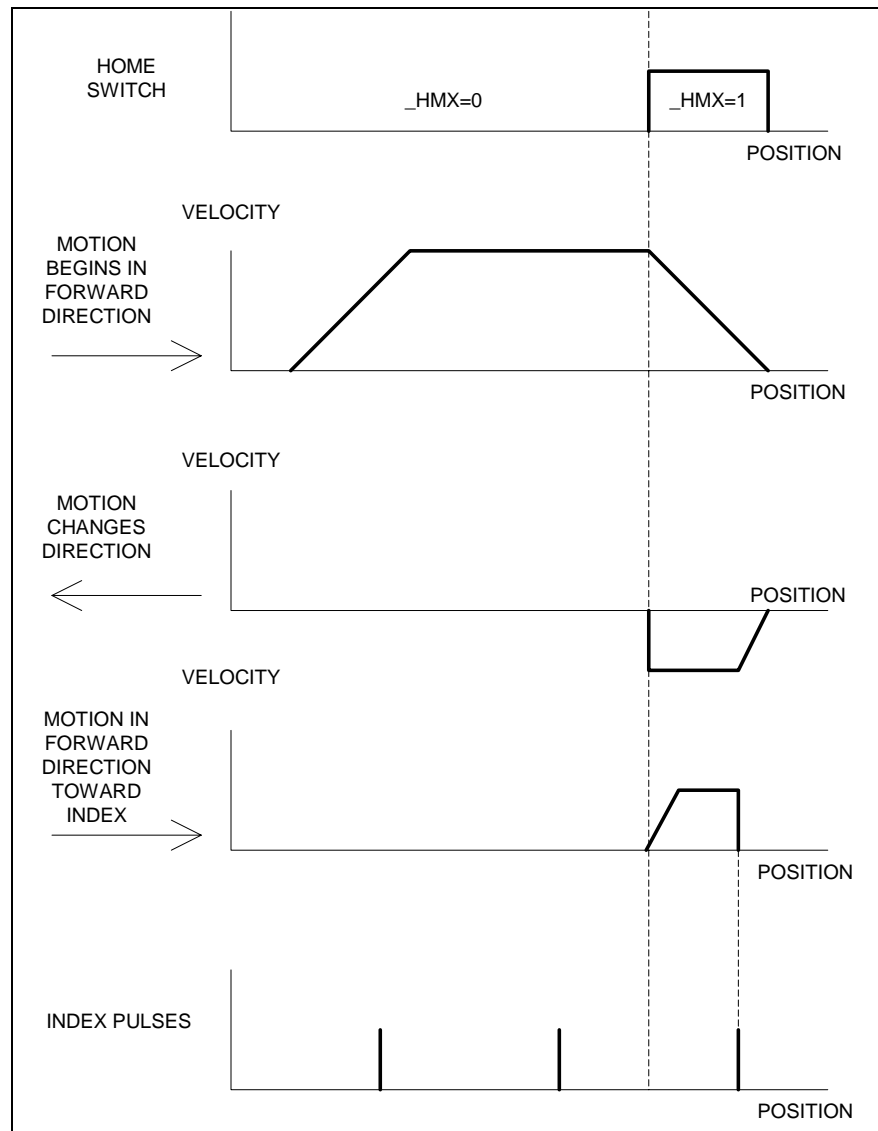 HOME
SWITCH
_HMX=0
_HMX=1
POSITION
VELOCITY
MOTION
BEGINS IN
FORWARD
DIRECTION
POSITION
VELOCITY
MOTION
CHANGES
DIRECTION
POSITION
VELOCITY
MOTION IN
FORWARD
DIRECTION
TOWARD
INDEX
POSITION
INDEX PULSES
POSITION